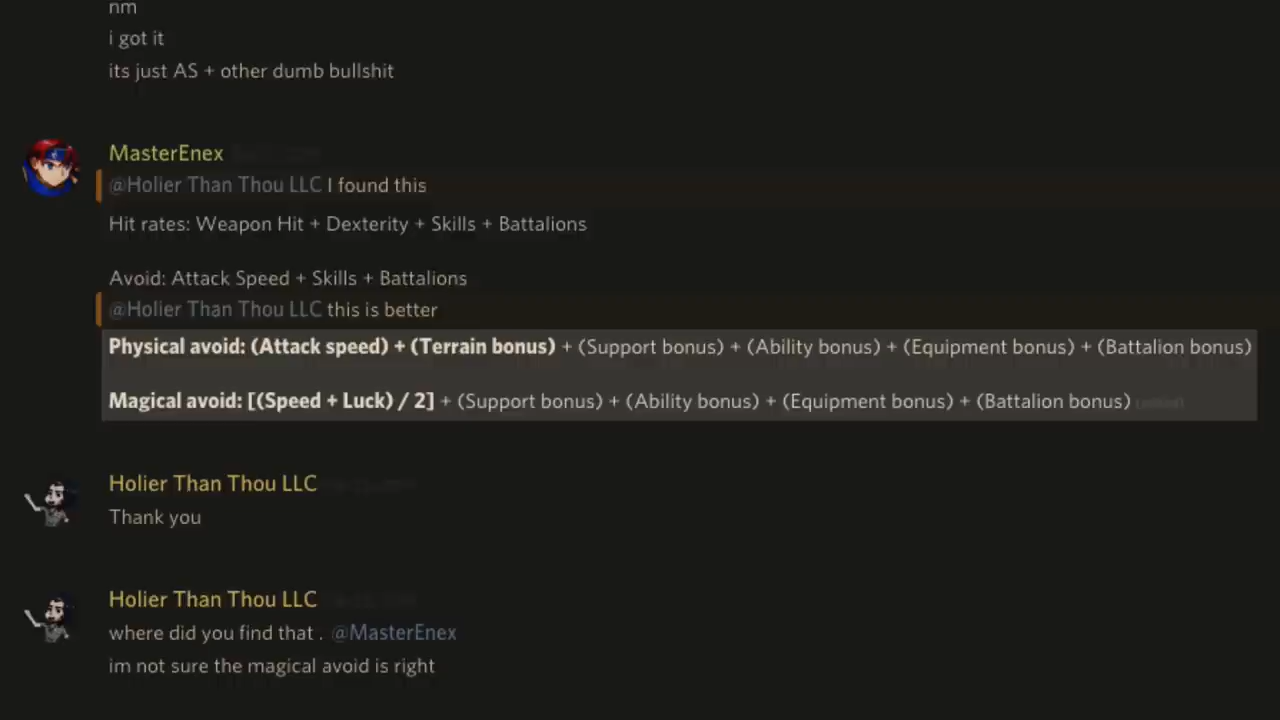 nm
i got it
its just AS + other dumb bullshit
MasterEnex
@Holier Than Thou LLC I found this
Hit rates: Weapon Hit + Dexterity + Skills + Battalions
Avoid: Attack Speed + Skills + Battalions
@Holier Than Thou LLC this is better
Physical avoid: (Attack speed) + (Terrain bonus) + (Support bonus) + (Ability bonus) + (Equipment bonus) + (Battalion bonus)
Magical avoid: [(Speed + Luck) / 2] + (Support bonus) + (Ability bonus) + (Equipment bonus) + (Battalion bonus)
Holier Than Thou LLC
Thank you
Holier Than Thou LLC
where did you find that . @MasterEnex
im not sure the magical avoid is right